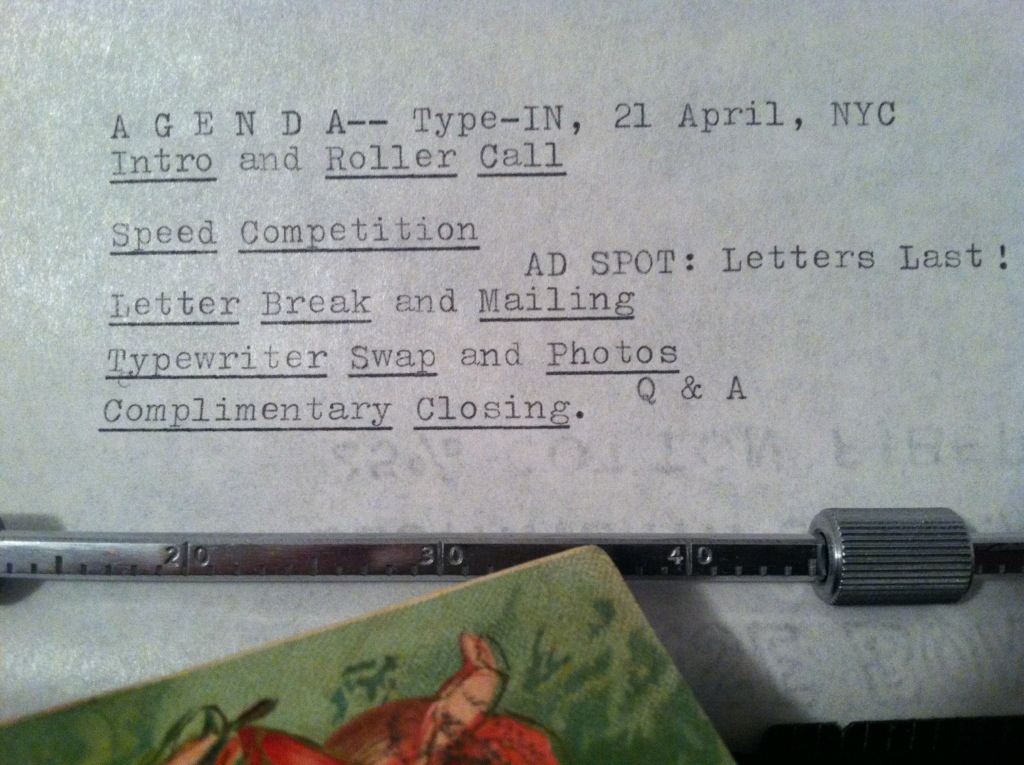 A G E N D A-- Type-IN, 21 April, NYC
Intro and Roller Call
Speed Competition
AD SPOT: Letters Last!
Letter Break and Mailing
Typewriter Swap and Photos
Q & A
Complimentary Closing.
20 30 40